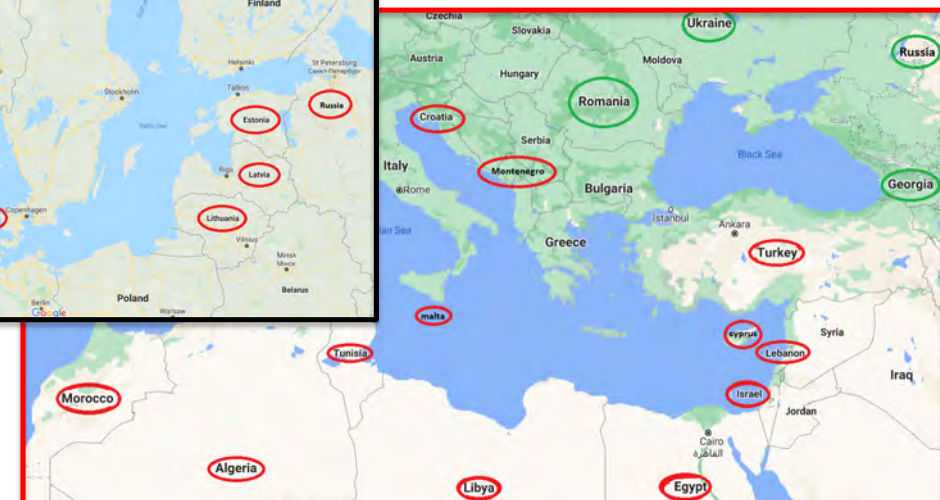 Finland
Helsinki
St Petersburg
Санкт-Петербург
Stockholm
Tallinn
Estonia
Russia
Riga
Latvia
Lithuania
Copenhagen
Vilnius
Minsk
Мінск
Belarus
Berlin
Google
Poland
Warsaw
Czechia
Slovakia
Ukraine
Russia
Austria
Moldova
Hungary
Romania
Croatia
Serbia
Black Sea
Italy
Montenegro
Rome
Bulgaria
Georgia
Istanbul
Ankara
ian Sea
Greece
Turkey
malta
cyprus
Syria
Tunisia
Lebanon
Iraq
Morocco
Israel
Jordan
Cairo
القاهرة
Algeria
Libya
Egypt